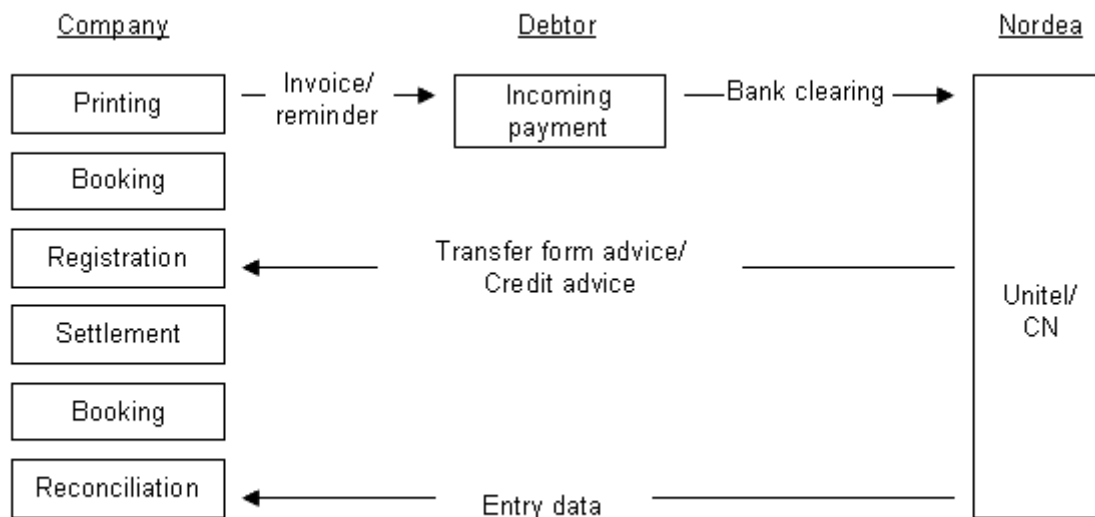 Company
Debtor
Nordea
Printing
Invoice/
reminder
Incoming
payment
Bank clearing
Booking
Registration
Transfer form advice/
Credit advice
Unitel/
CN
Settlement
Booking
Reconciliation
Entry data